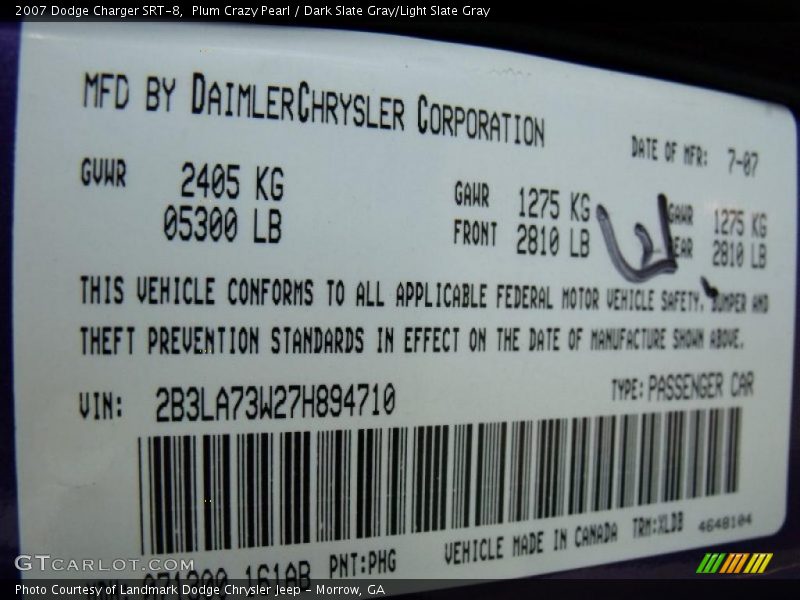 2007 Dodge Charger SRT-8, Plum Crazy Pearl / Dark Slate Gray/Light Slate Gray
MFD BY DAIMLERCHRYSLER CORPORATION
DATE OF MFR: 7-07
GVWR 2405 KG
05300 LB
GAWR 1275 KG
FRONT 2810 LB
GAWR 1275 KG
REAR 2810 LB
THIS VEHICLE CONFORMS TO ALL APPLICABLE FEDERAL MOTOR VEHICLE SAFETY, BUMPER AND
THEFT PREVENTION STANDARDS IN EFFECT ON THE DATE OF MANUFACTURE SHOWN ABOVE.
VIN: 2B3LA73W27H894710
TYPE: PASSENGER CAR
PNT:PHG
VEHICLE MADE IN CANADA
TRM:XLDB
4648104
GTCARLOT.COM
Photo Courtesy of Landmark Dodge Chrysler Jeep - Morrow, GA